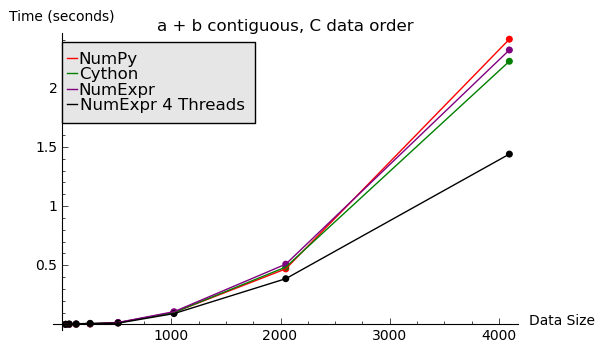 Time (seconds)
a + b contiguous, C data order
NumPy
Cython
NumExpr
NumExpr 4 Threads
2
1.5
1
0.5
1000 2000 3000 4000
Data Size